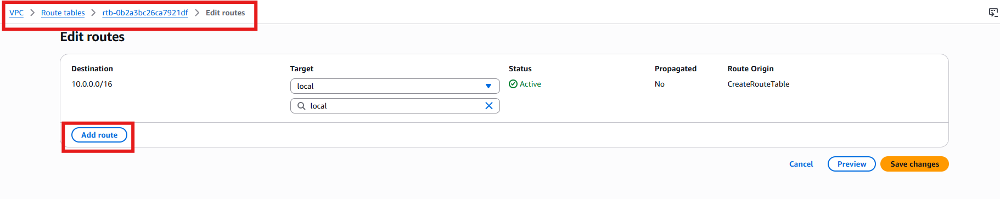 VPC > Route tables > rtb-0b2a3bc26ca7921df > Edit routes
Edit routes
Destination Target Status Propagated Route Origin
10.0.0.0/16 local Active No CreateRouteTable
local
Add route
Cancel Preview Save changes